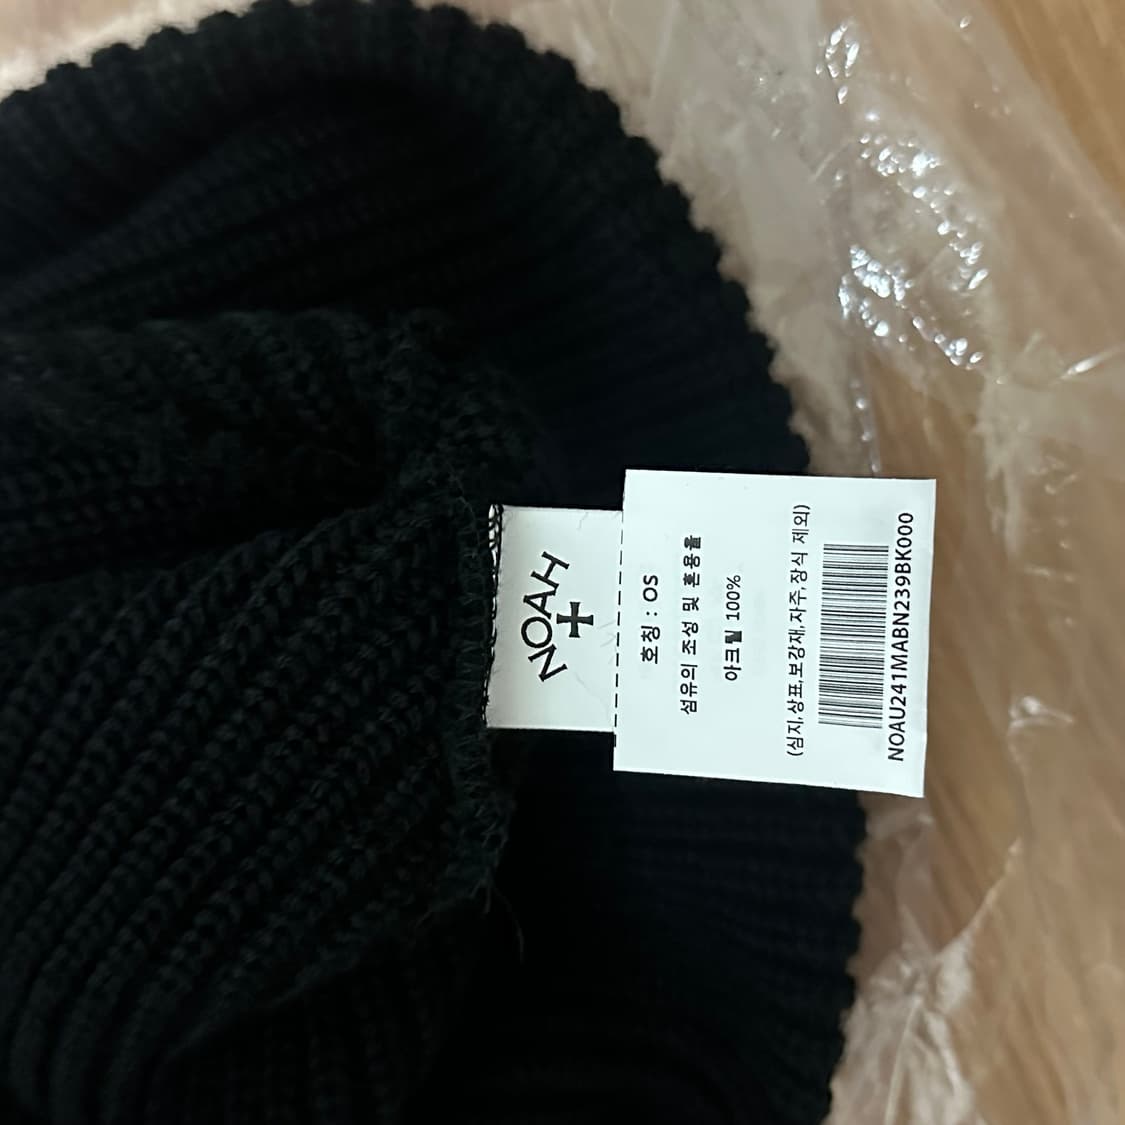 NOAH
호칭 : OS
섬유의 조성 및 혼용율
아크릴 100%
(심지,상표,보강재,자주,장식 제외)
NOAU241MABN239BK000